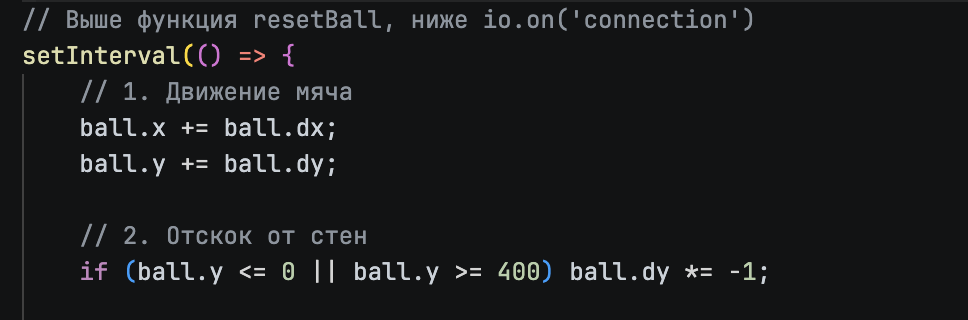 // Выше функция resetBall, ниже io.on('connection')
setInterval(() => {
    // 1. Движение мяча
    ball.x += ball.dx;
    ball.y += ball.dy;

    // 2. Отскок от стен
    if (ball.y <= 0 || ball.y >= 400) ball.dy *= -1;